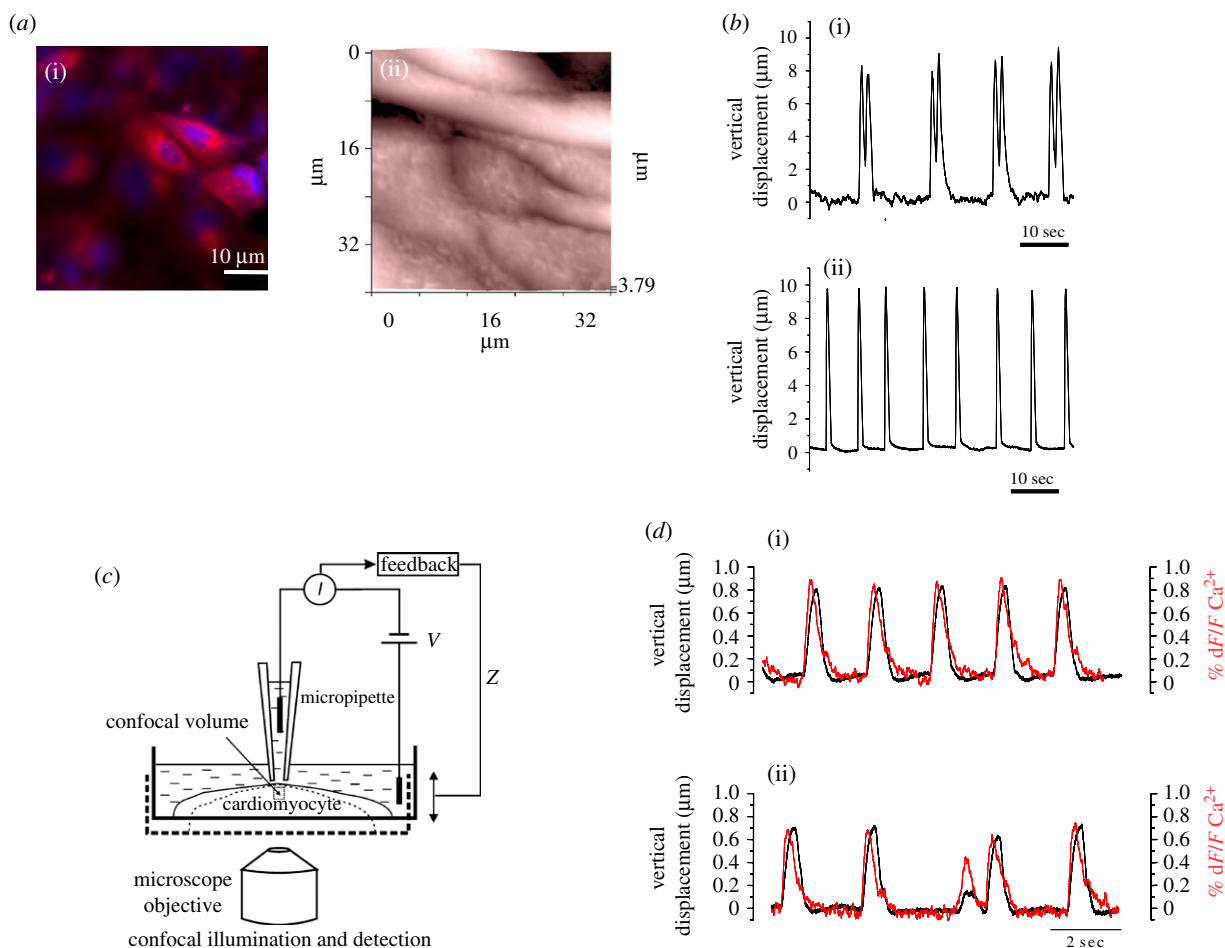 (a)
(i)
10 µm
(ii)
0
16
32
µm
µm
3.79
0
16
32
µm
(b)
(i)
vertical
displacement (µm)
10
8
6
4
2
0
10 sec
(ii)
vertical
displacement (µm)
10
8
6
4
2
0
10 sec
(c)
feedback
I
V
Z
micropipette
confocal volume
cardiomyocyte
microscope
objective
confocal illumination and detection
(d)
(i)
vertical
displacement (µm)
1.0
0.8
0.6
0.4
0.2
0
1.0
0.8
0.6
0.4
0.2
0
% dF/F Ca²⁺
(ii)
vertical
displacement (µm)
1.0
0.8
0.6
0.4
0.2
0
1.0
0.8
0.6
0.4
0.2
0
% dF/F Ca²⁺
2 sec